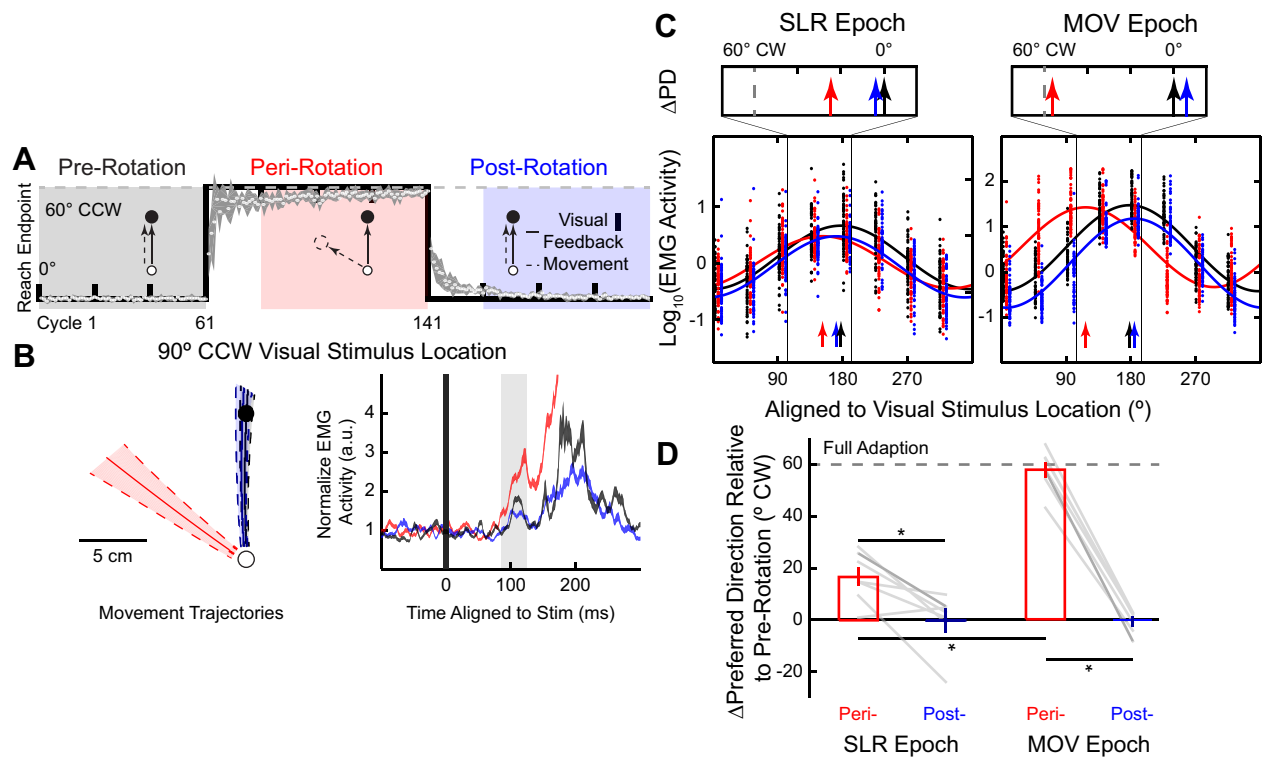 A
Pre-Rotation
Peri-Rotation
Post-Rotation
Reach Endpoint
60° CCW
0°
Visual
Feedback
Movement
Cycle 1
61
141
B
90º CCW Visual Stimulus Location
5 cm
Movement Trajectories
Normalize EMG
Activity (a.u.)
4
3
2
1
0
100
200
Time Aligned to Stim (ms)
C
SLR Epoch
MOV Epoch
60° CW
0°
60° CW
0°
ΔPD
Log10(EMG Activity)
1
0
-1
2
1
0
-1
90
180
270
90
180
270
Aligned to Visual Stimulus Location (º)
D
ΔPreferred Direction Relative
to Pre-Rotation (º CW)
Full Adaption
60
40
20
0
-20
*
*
*
Peri-
Post-
Peri-
Post-
SLR Epoch
MOV Epoch